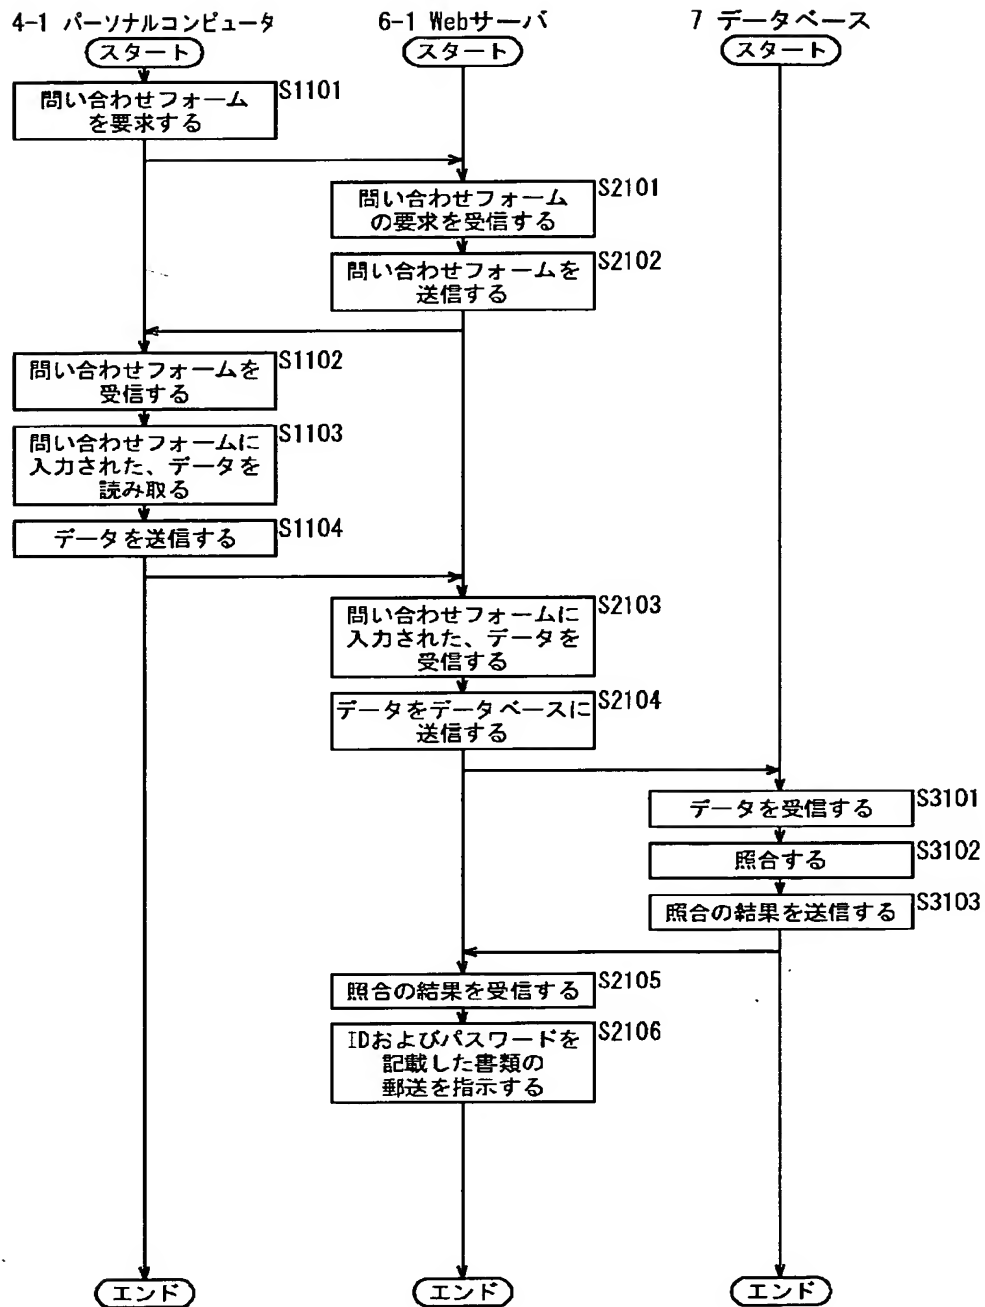 4-1 パーソナルコンピュータ
6-1 Webサーバ
7 データベース
スタート
スタート
スタート
問い合わせフォーム
を要求する
S1101
問い合わせフォーム
の要求を受信する
S2101
問い合わせフォームを
送信する
S2102
問い合わせフォームを
受信する
S1102
問い合わせフォームに
入力された、データを
読み取る
S1103
データを送信する
S1104
問い合わせフォームに
入力された、データを
受信する
S2103
データをデータベースに
送信する
S2104
データを受信する
S3101
照合する
S3102
照合の結果を送信する
S3103
照合の結果を受信する
S2105
IDおよびパスワードを
記載した書類の
郵送を指示する
S2106
エンド
エンド
エンド